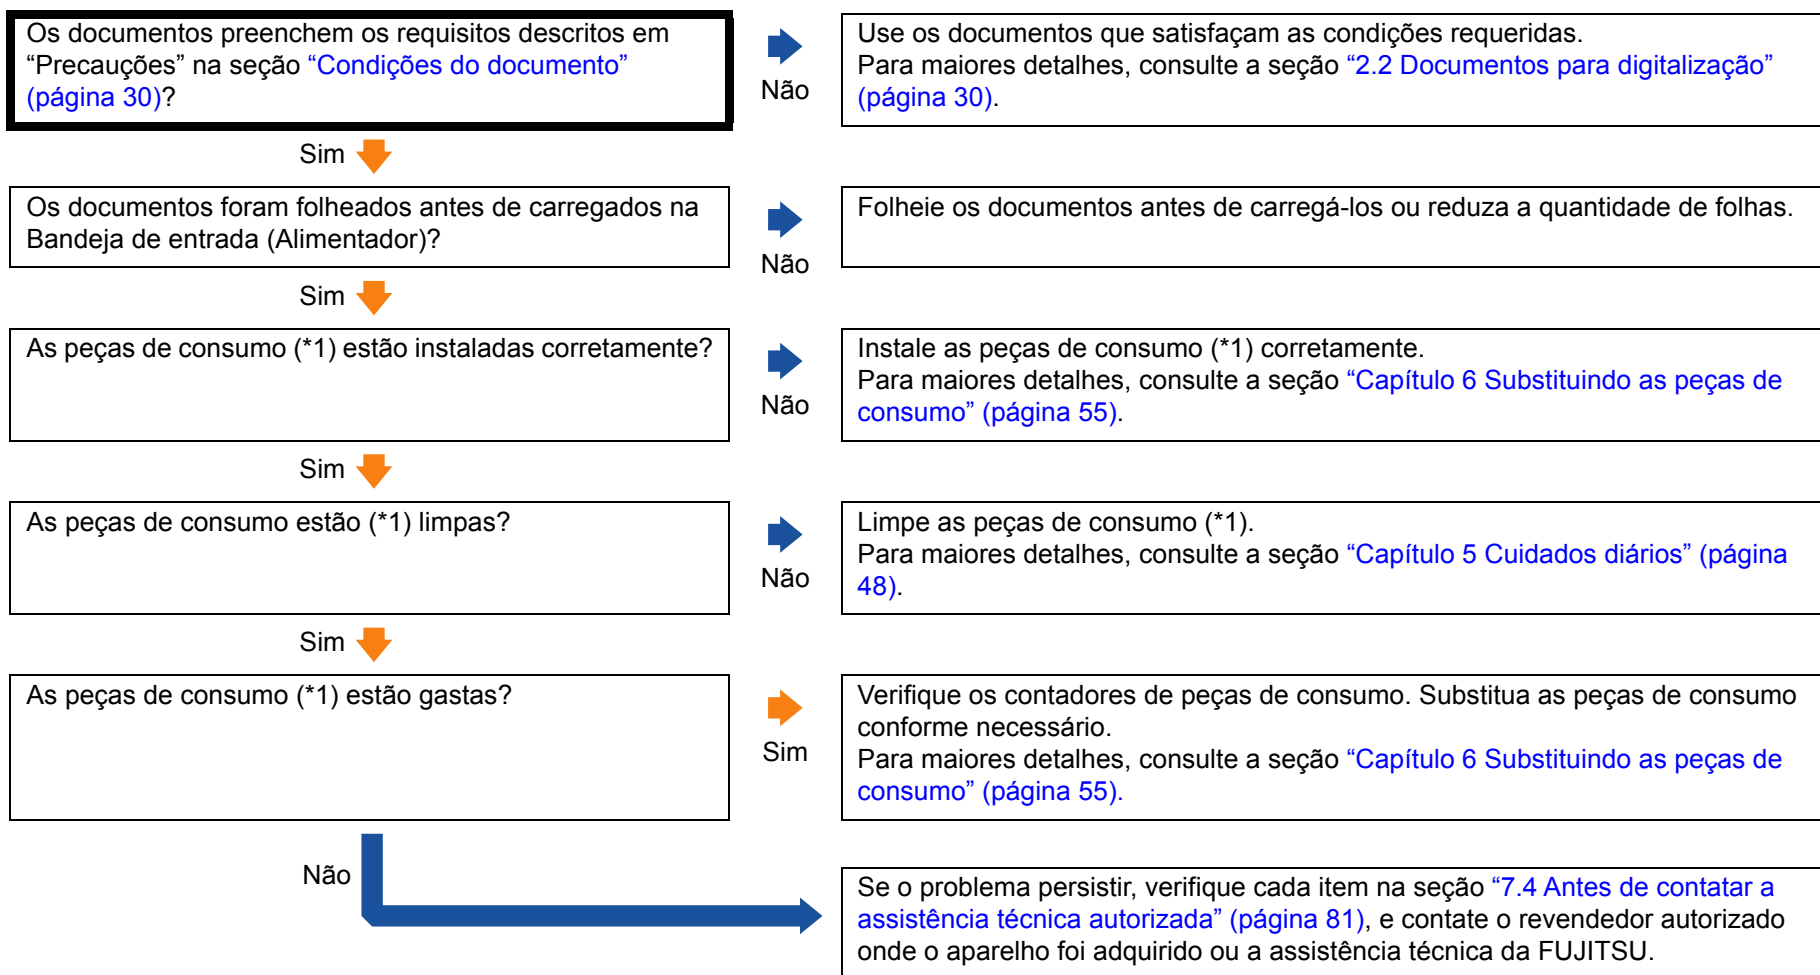 Os documentos preenchem os requisitos descritos em
“Precauções” na seção “Condições do documento”
(página 30)?
Não
Use os documentos que satisfaçam as condições requeridas.
Para maiores detalhes, consulte a seção “2.2 Documentos para digitalização”
(página 30).
Sim
Os documentos foram folheados antes de carregados na
Bandeja de entrada (Alimentador)?
Não
Folheie os documentos antes de carregá-los ou reduza a quantidade de folhas.
Sim
As peças de consumo (*1) estão instaladas corretamente?
Não
Instale as peças de consumo (*1) corretamente.
Para maiores detalhes, consulte a seção “Capítulo 6 Substituindo as peças de
consumo” (página 55).
Sim
As peças de consumo estão (*1) limpas?
Não
Limpe as peças de consumo (*1).
Para maiores detalhes, consulte a seção “Capítulo 5 Cuidados diários” (página
48).
Sim
As peças de consumo (*1) estão gastas?
Sim
Verifique os contadores de peças de consumo. Substitua as peças de consumo
conforme necessário.
Para maiores detalhes, consulte a seção “Capítulo 6 Substituindo as peças de
consumo” (página 55).
Não
Se o problema persistir, verifique cada item na seção “7.4 Antes de contatar a
assistência técnica autorizada” (página 81), e contate o revendedor autorizado
onde o aparelho foi adquirido ou a assistência técnica da FUJITSU.